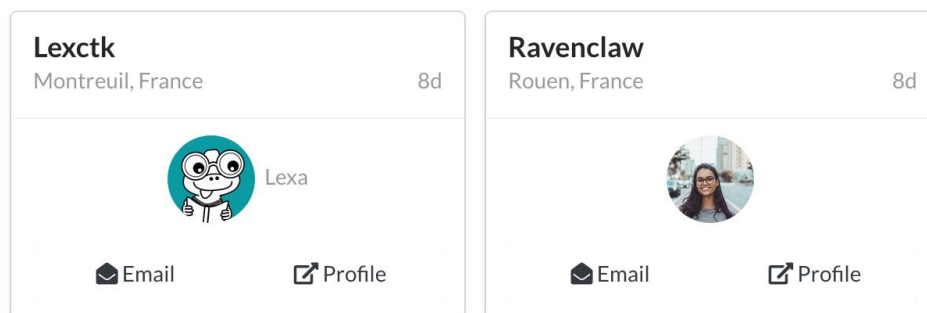 Lexctk
Montreuil, France 8d
Lexa
Email Profile
Ravenclaw
Rouen, France 8d
Email Profile